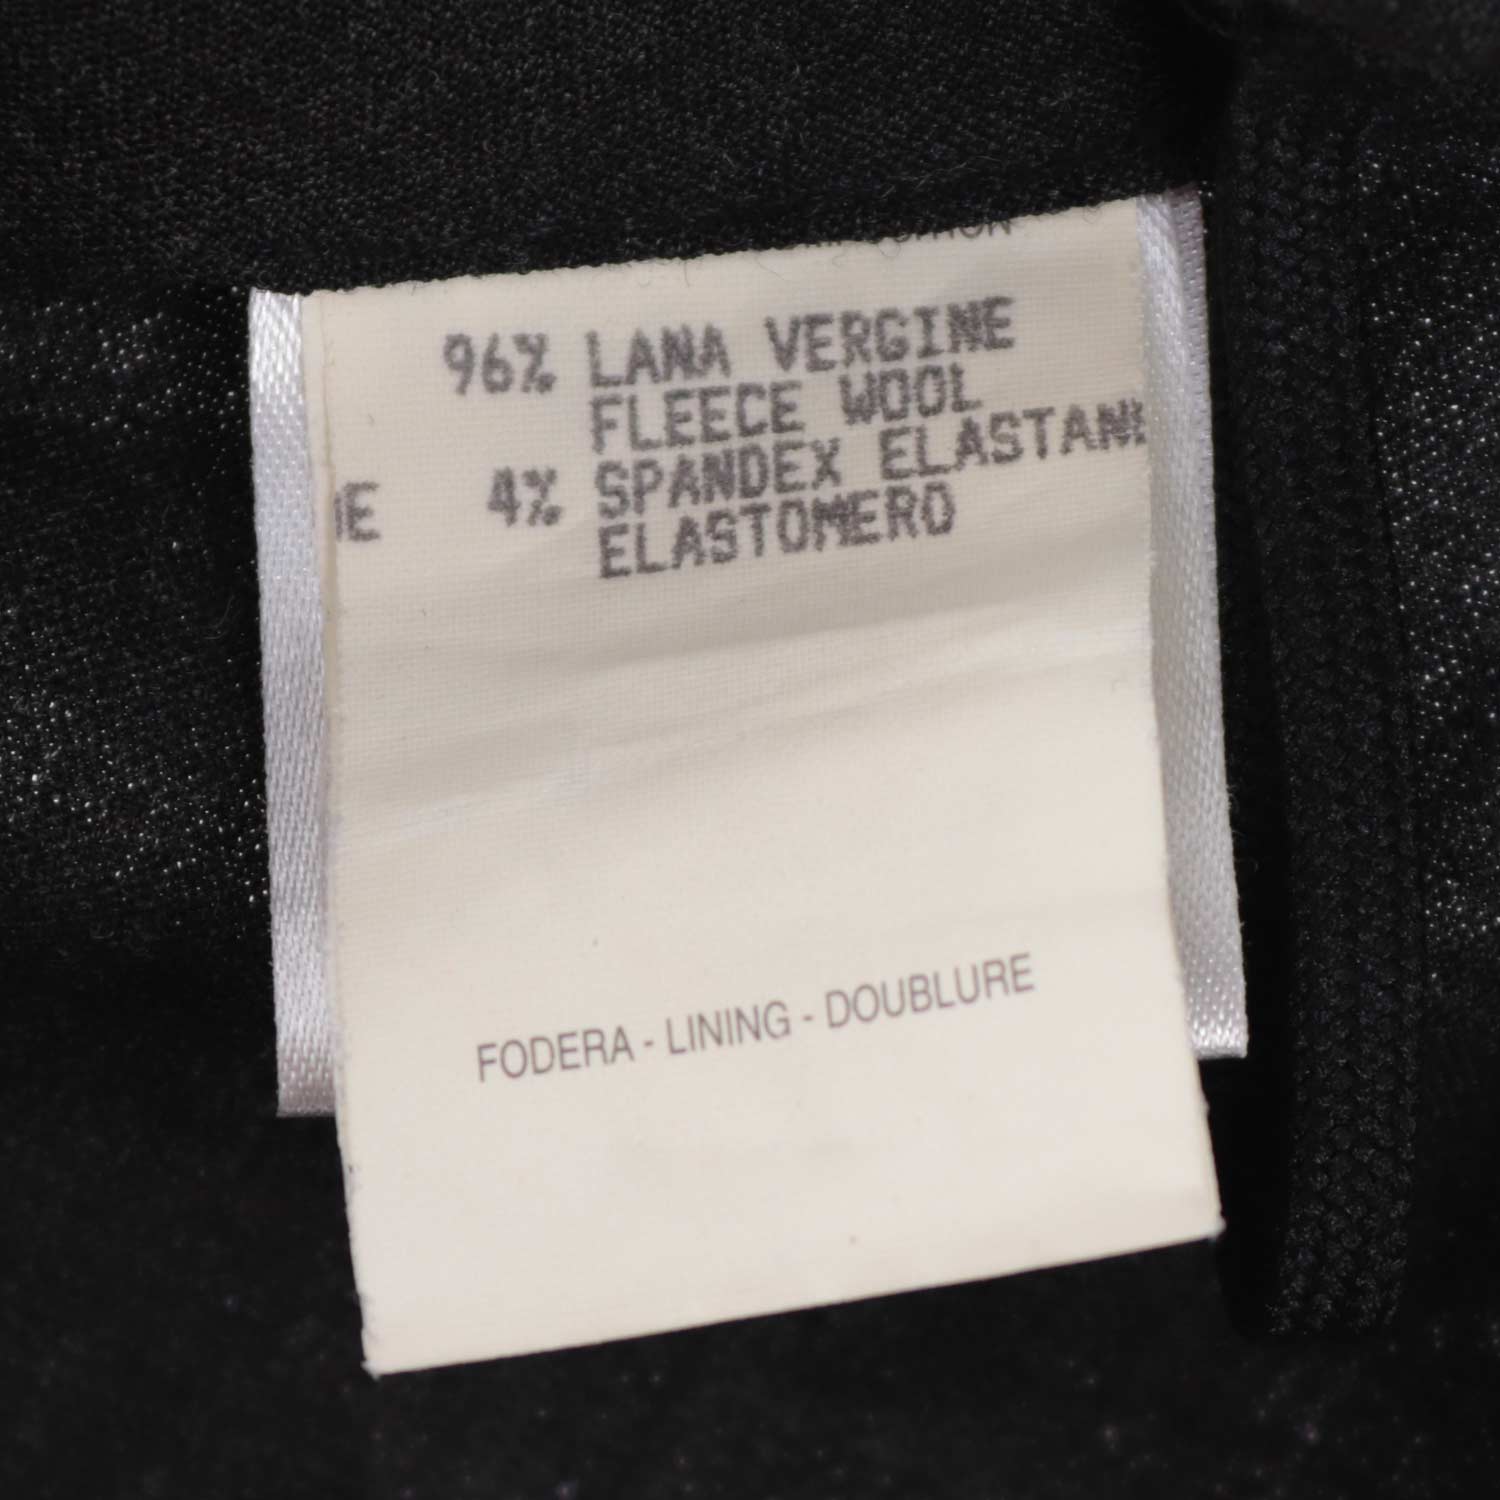 96% LANA VERGINE
FLEECE WOOL
4% SPANDEX ELASTAN
ELASTOMERO
FODERA - LINING - DOUBLURE